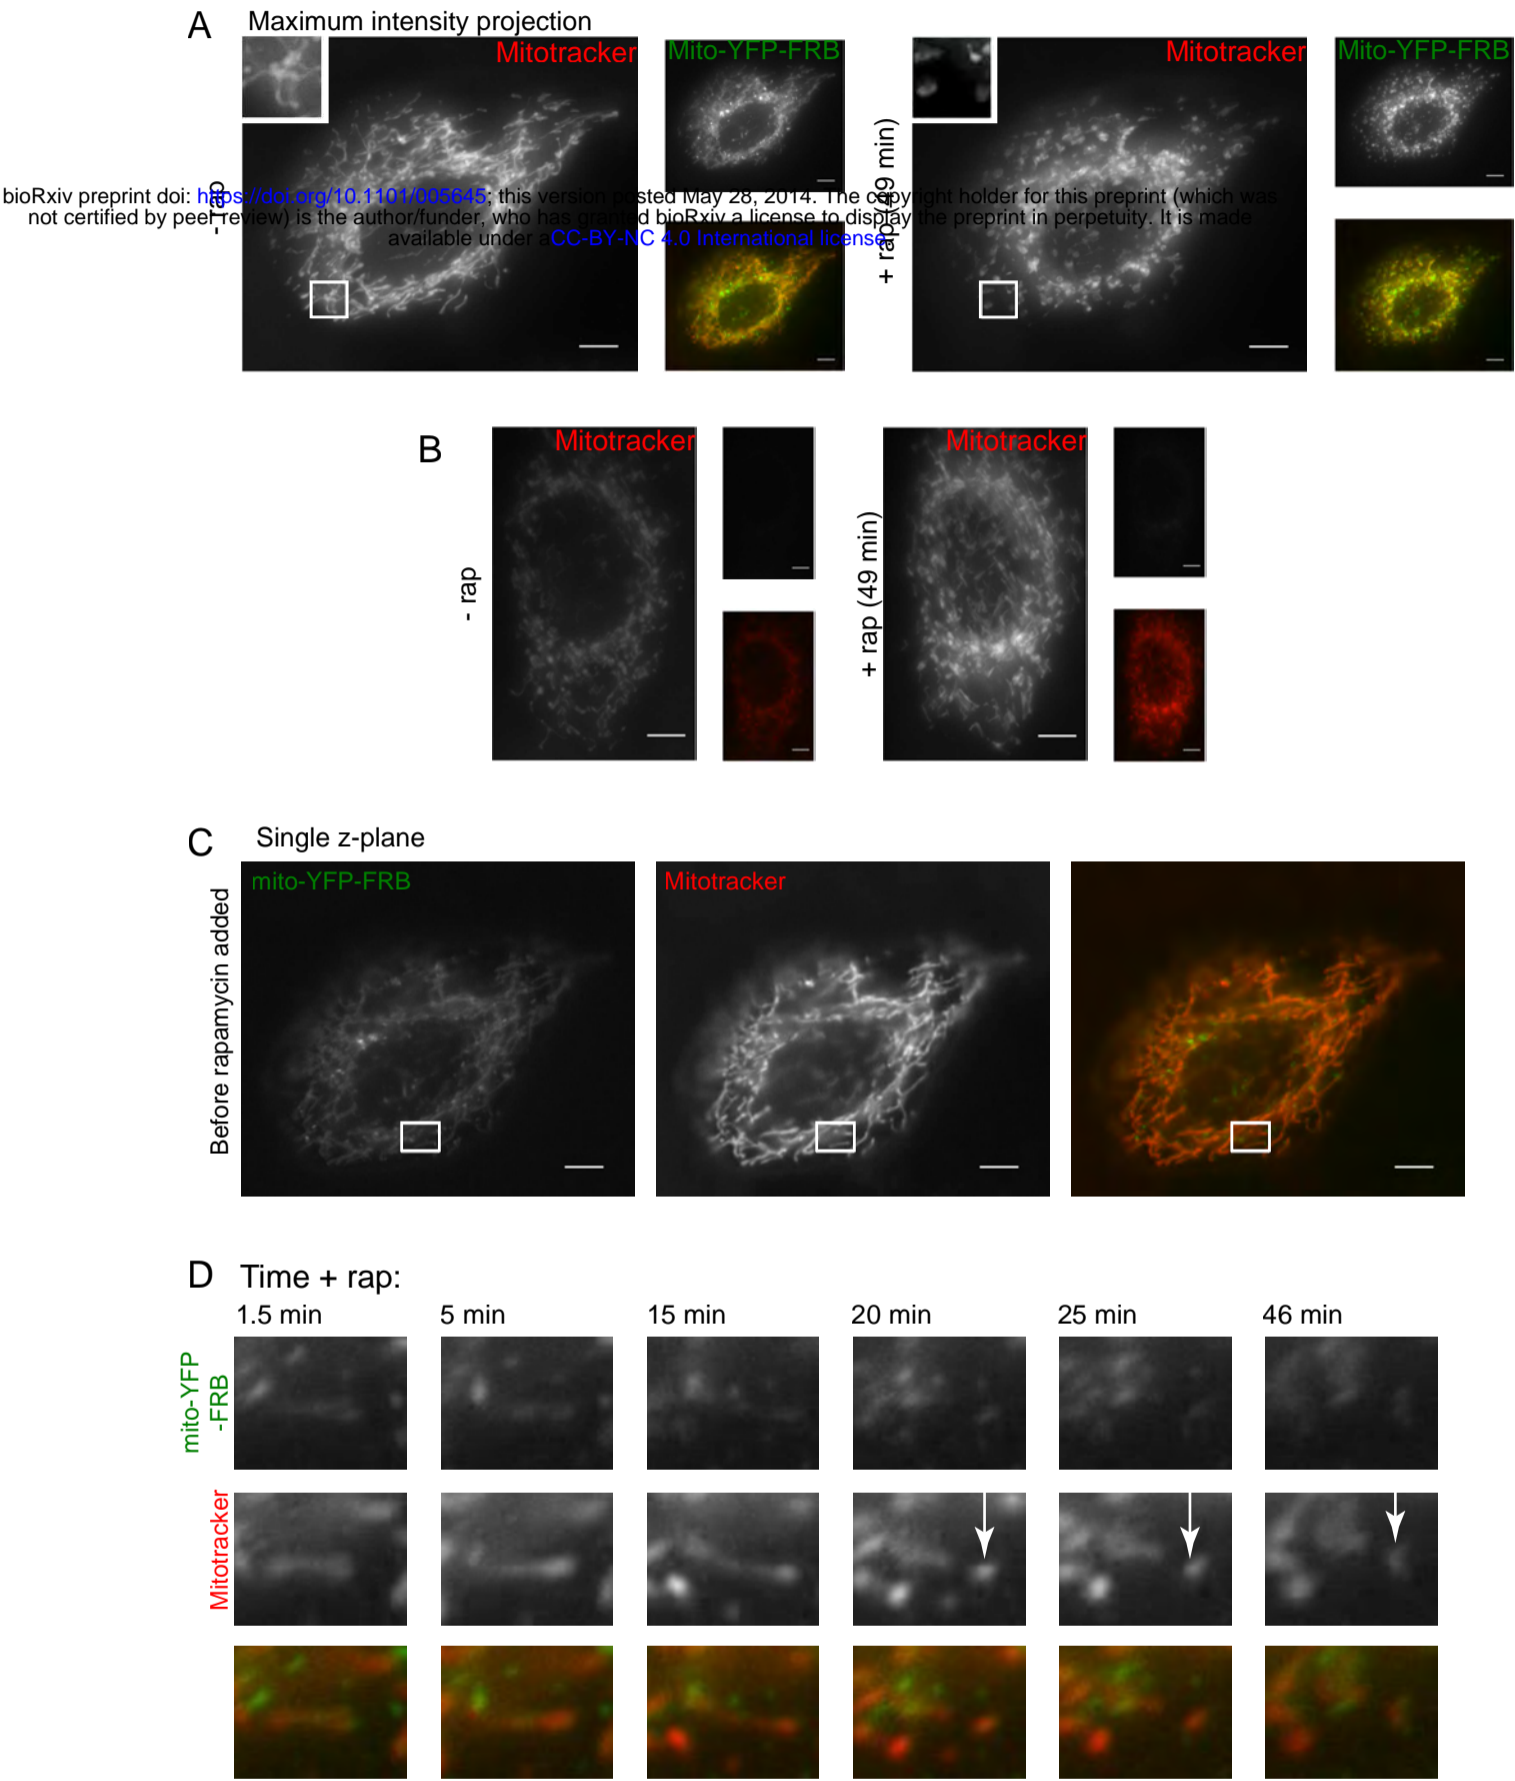 A
Maximum intensity projection
Mitotracker
Mito-YFP-FRB
Mitotracker
Mito-YFP-FRB
- rap
+ rap (49 min)
bioRxiv preprint doi: https://doi.org/10.1101/005645; this version posted May 28, 2014. The copyright holder for this preprint (which was
not certified by peer review) is the author/funder, who has granted bioRxiv a license to display the preprint in perpetuity. It is made
available under aCC-BY-NC 4.0 International license.
B
Mitotracker
Mitotracker
- rap
+ rap (49 min)
C
Single z-plane
Before rapamycin added
mito-YFP-FRB
Mitotracker
D
Time + rap:
1.5 min
5 min
15 min
20 min
25 min
46 min
mito-YFP
-FRB
Mitotracker